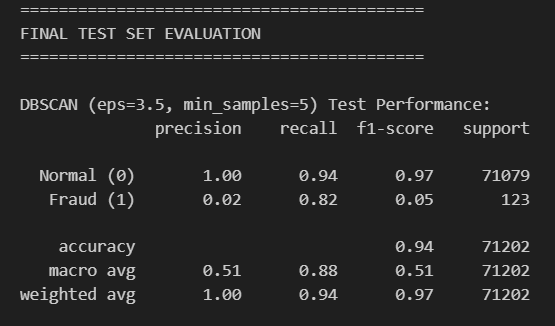 ==========================================
FINAL TEST SET EVALUATION
==========================================
DBSCAN (eps=3.5, min_samples=5) Test Performance:
precision recall f1-score support
Normal (0) 1.00 0.94 0.97 71079
Fraud (1) 0.02 0.82 0.05 123
accuracy 0.94 71202
macro avg 0.51 0.88 0.51 71202
weighted avg 1.00 0.94 0.97 71202